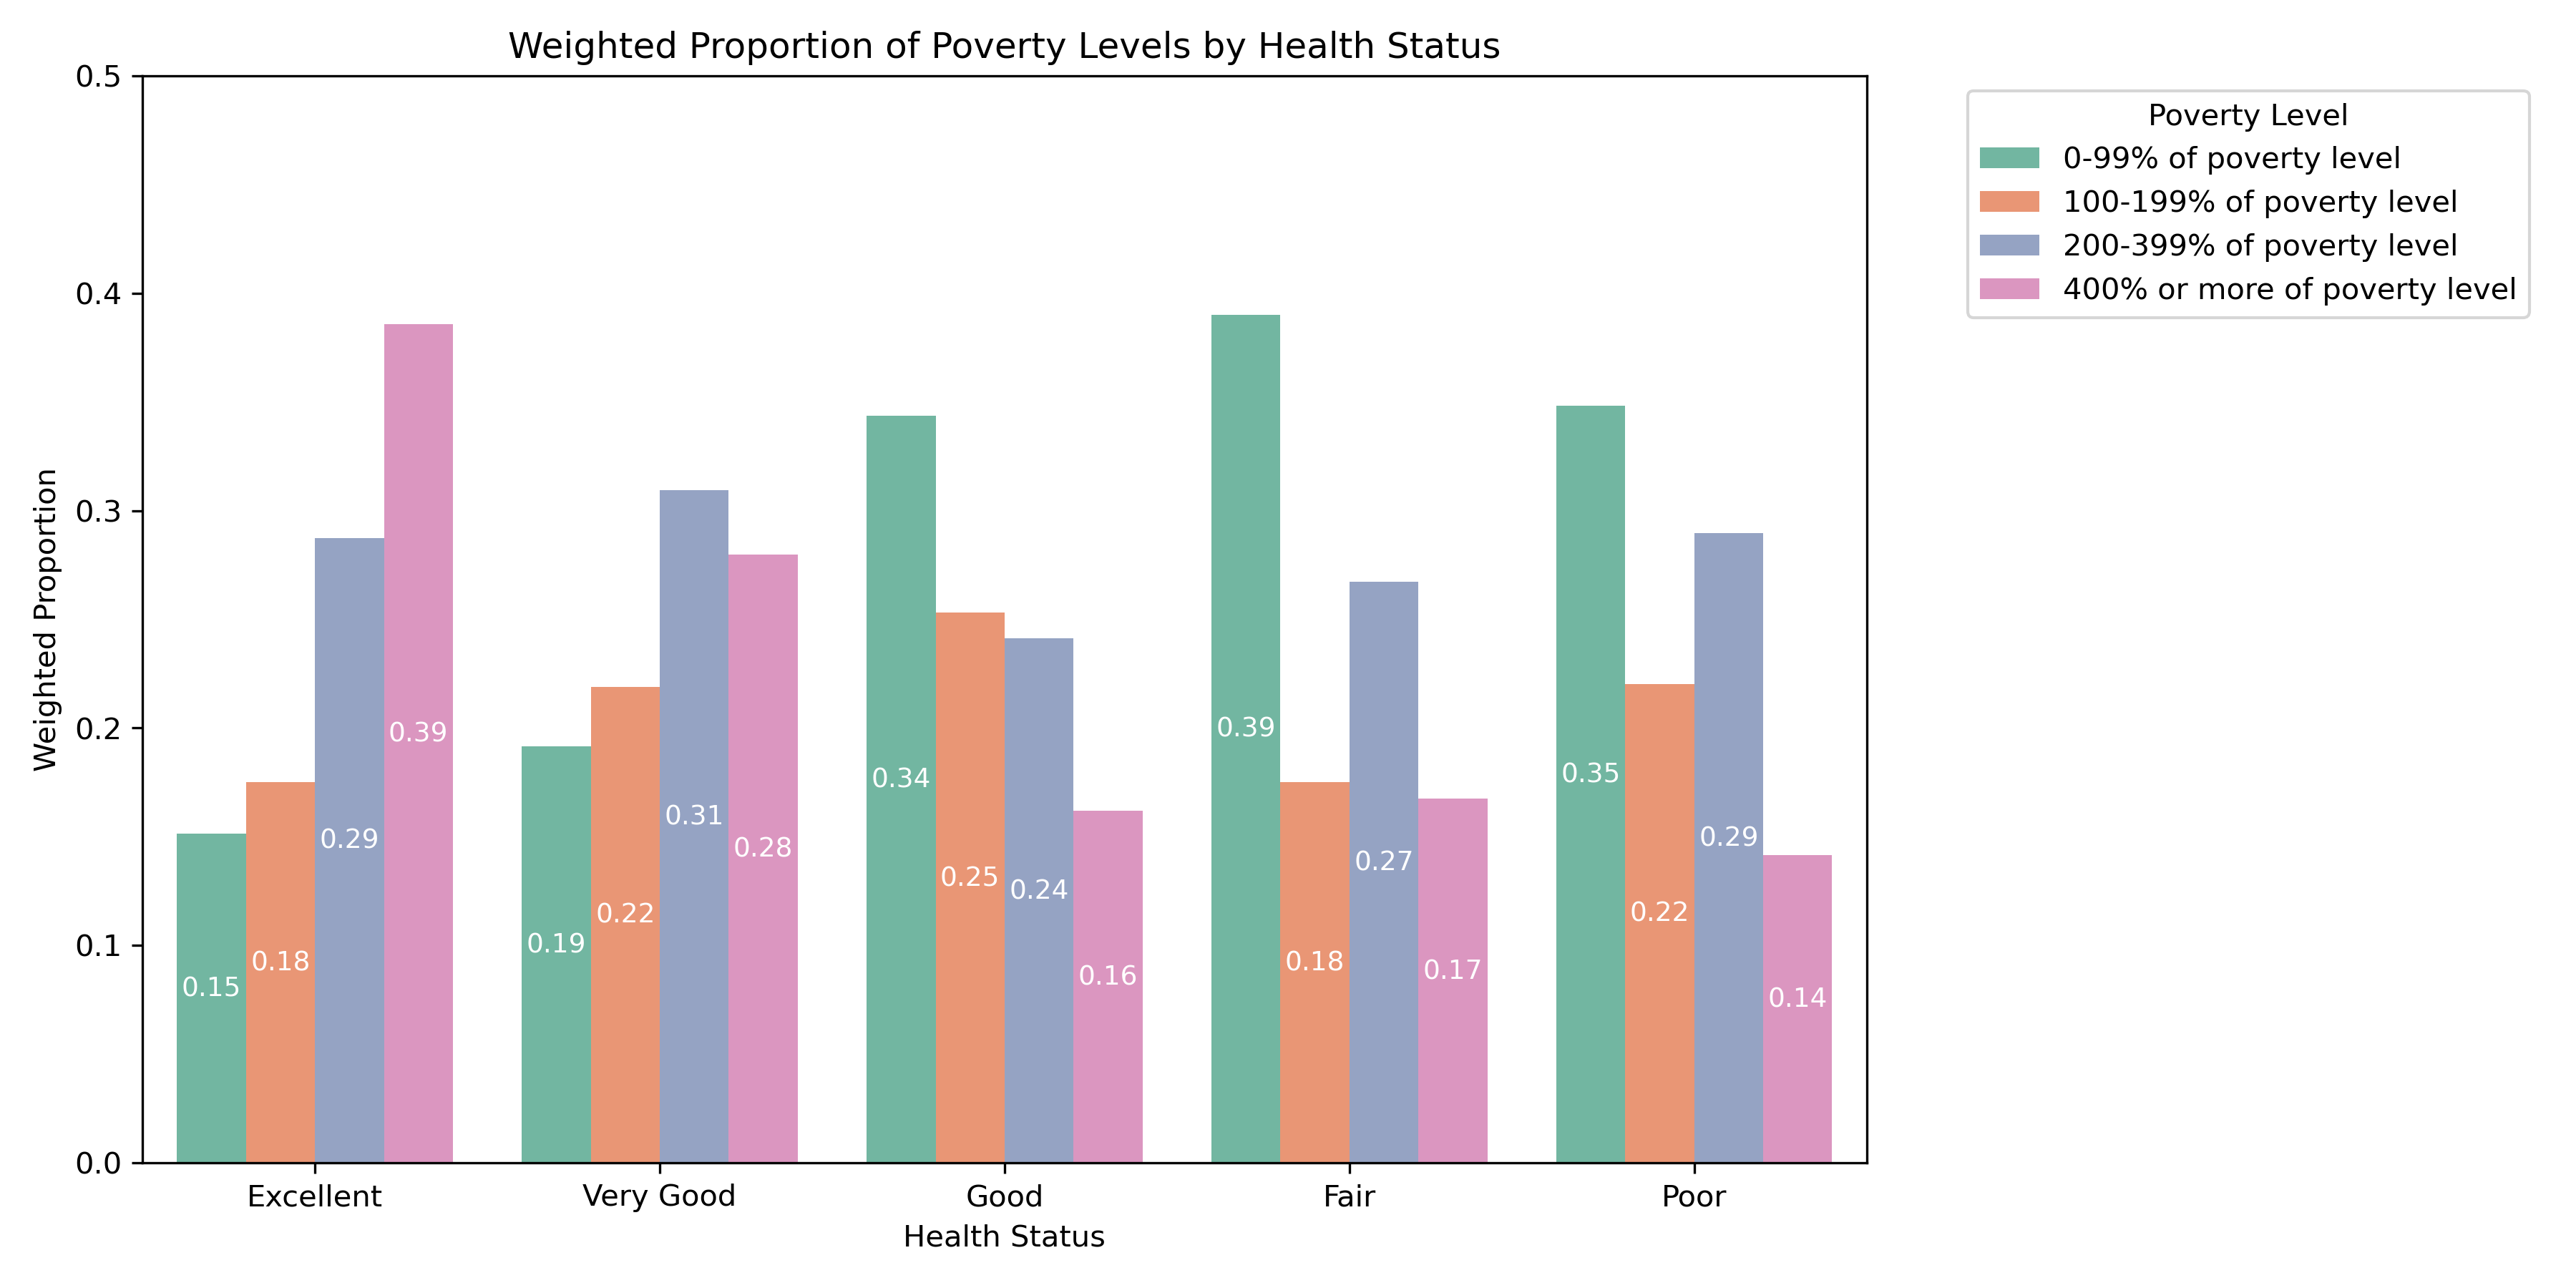 Weighted Proportion of Poverty Levels by Health Status
Weighted Proportion
0.5
0.4
0.3
0.2
0.1
0.0
0.15
0.18
0.29
0.39
0.19
0.22
0.31
0.28
0.34
0.25
0.24
0.16
0.39
0.18
0.27
0.17
0.35
0.22
0.29
0.14
Excellent
Very Good
Good
Fair
Poor
Health Status
Poverty Level
0-99% of poverty level
100-199% of poverty level
200-399% of poverty level
400% or more of poverty level